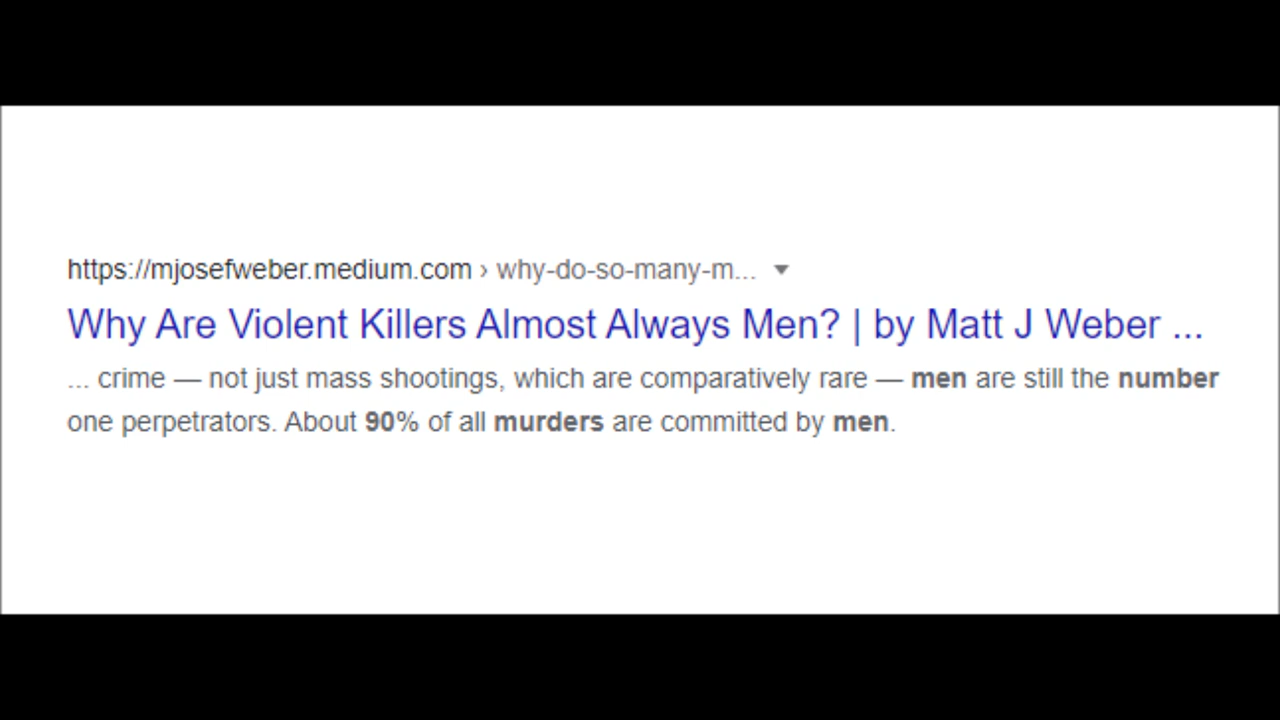 https://mjosefweber.medium.com › why-do-so-many-m...
Why Are Violent Killers Almost Always Men? | by Matt J Weber ...
... crime — not just mass shootings, which are comparatively rare — men are still the number
one perpetrators. About 90% of all murders are committed by men.